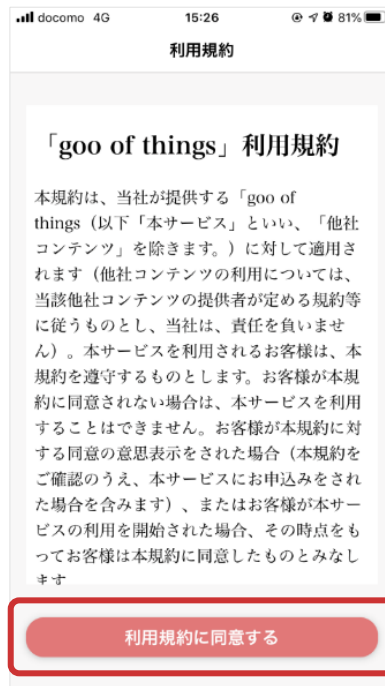 docomo 4G 15:26 81%
利用規約
「goo of things」利用規約
本規約は、当社が提供する「goo of
things（以下「本サービス」といい、「他社
コンテンツ」を除きます。）に対して適用さ
れます（他社コンテンツの利用については、
当該他社コンテンツの提供者が定める規約等
に従うものとし、当社は、責任を負いませ
ん）。本サービスを利用されるお客様は、本
規約を遵守するものとします。お客様が本規
約に同意されない場合は、本サービスを利用
することはできません。お客様が本規約に対
する同意の意思表示をされた場合（本規約を
ご確認のうえ、本サービスにお申込みをされ
た場合を含みます）、またはお客様が本サー
ビスの利用を開始された場合、その時点をも
ってお客様は本規約に同意したものとみなし
ます
利用規約に同意する